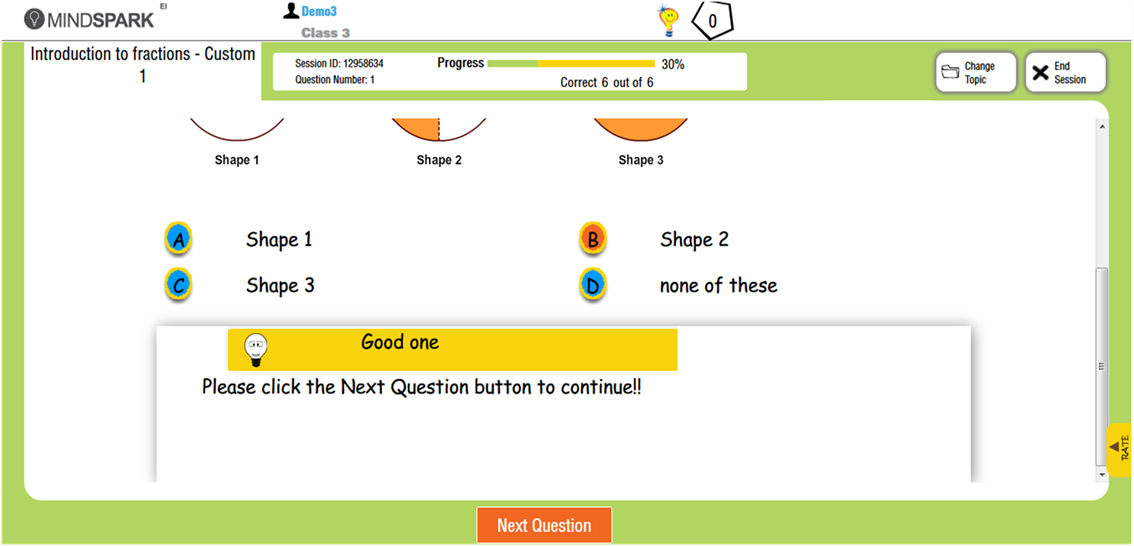 MINDSPARK EI
Demo3
Class 3
0
Introduction to fractions - Custom
1
Session ID: 12958634
Question Number: 1
Progress 30%
Correct 6 out of 6
Change
Topic
End
Session
Shape 1 Shape 2 Shape 3
A Shape 1 B Shape 2
C Shape 3 D none of these
Good one
Please click the Next Question button to continue!!
RATE
Next Question